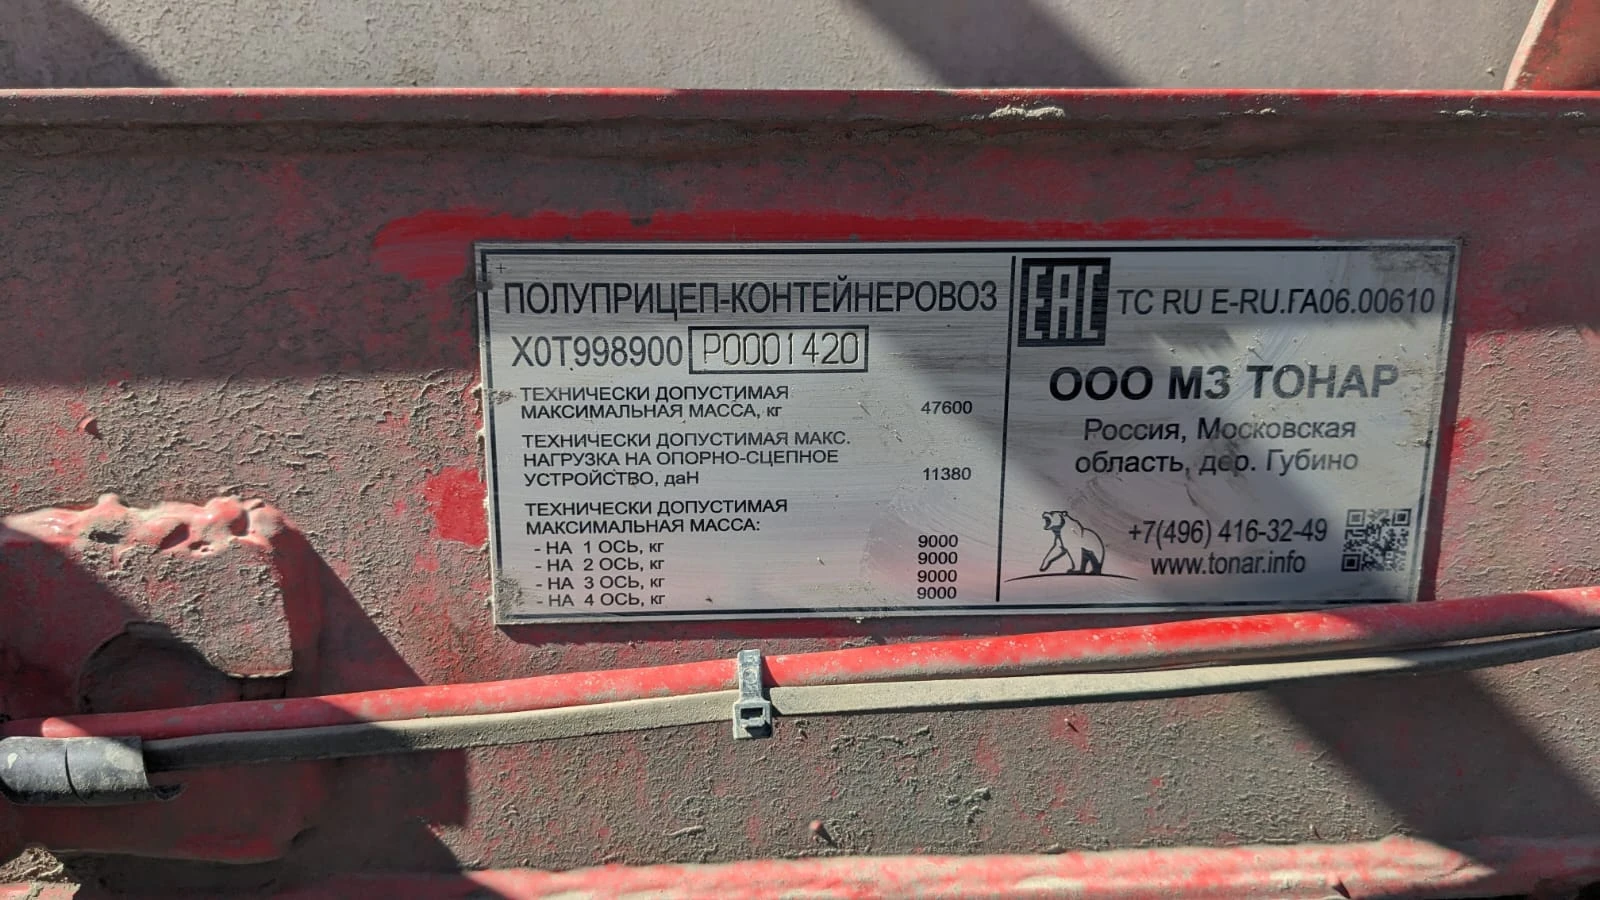 ПОЛУПРИЦЕП-КОНТЕЙНЕРОВОЗ
X0T998900 P0001420
ТЕХНИЧЕСКИ ДОПУСТИМАЯ
МАКСИМАЛЬНАЯ МАССА, кг 47600
ТЕХНИЧЕСКИ ДОПУСТИМАЯ МАКС.
НАГРУЗКА НА ОПОРНО-СЦЕПНОЕ
УСТРОЙСТВО, даН 11380
ТЕХНИЧЕСКИ ДОПУСТИМАЯ
МАКСИМАЛЬНАЯ МАССА:
- НА 1 ОСЬ, кг 9000
- НА 2 ОСЬ, кг 9000
- НА 3 ОСЬ, кг 9000
- НА 4 ОСЬ, кг 9000
EAC ТС RU E-RU.ГА06.00610
ООО МЗ ТОНАР
Россия, Московская
область, дер. Губино
+7(496) 416-32-49
www.tonar.info